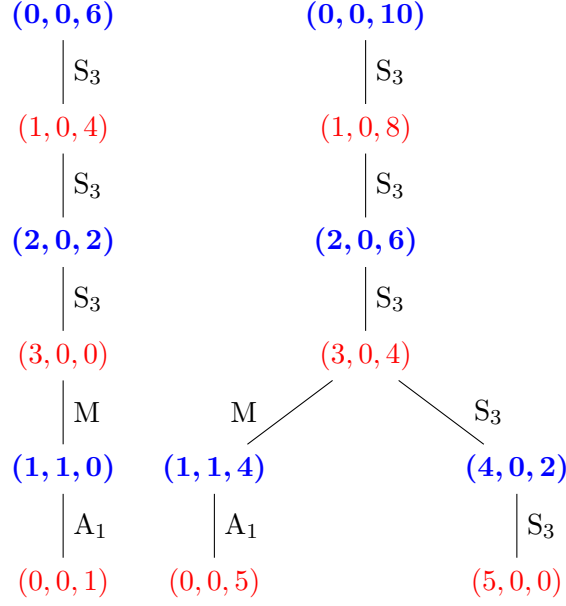 (0, 0, 6) (0, 0, 10)
S₃ S₃
(1, 0, 4) (1, 0, 8)
S₃ S₃
(2, 0, 2) (2, 0, 6)
S₃ S₃
(3, 0, 0) (3, 0, 4)
M M S₃
(1, 1, 0) (1, 1, 4) (4, 0, 2)
A₁ A₁ S₃
(0, 0, 1) (0, 0, 5) (5, 0, 0)